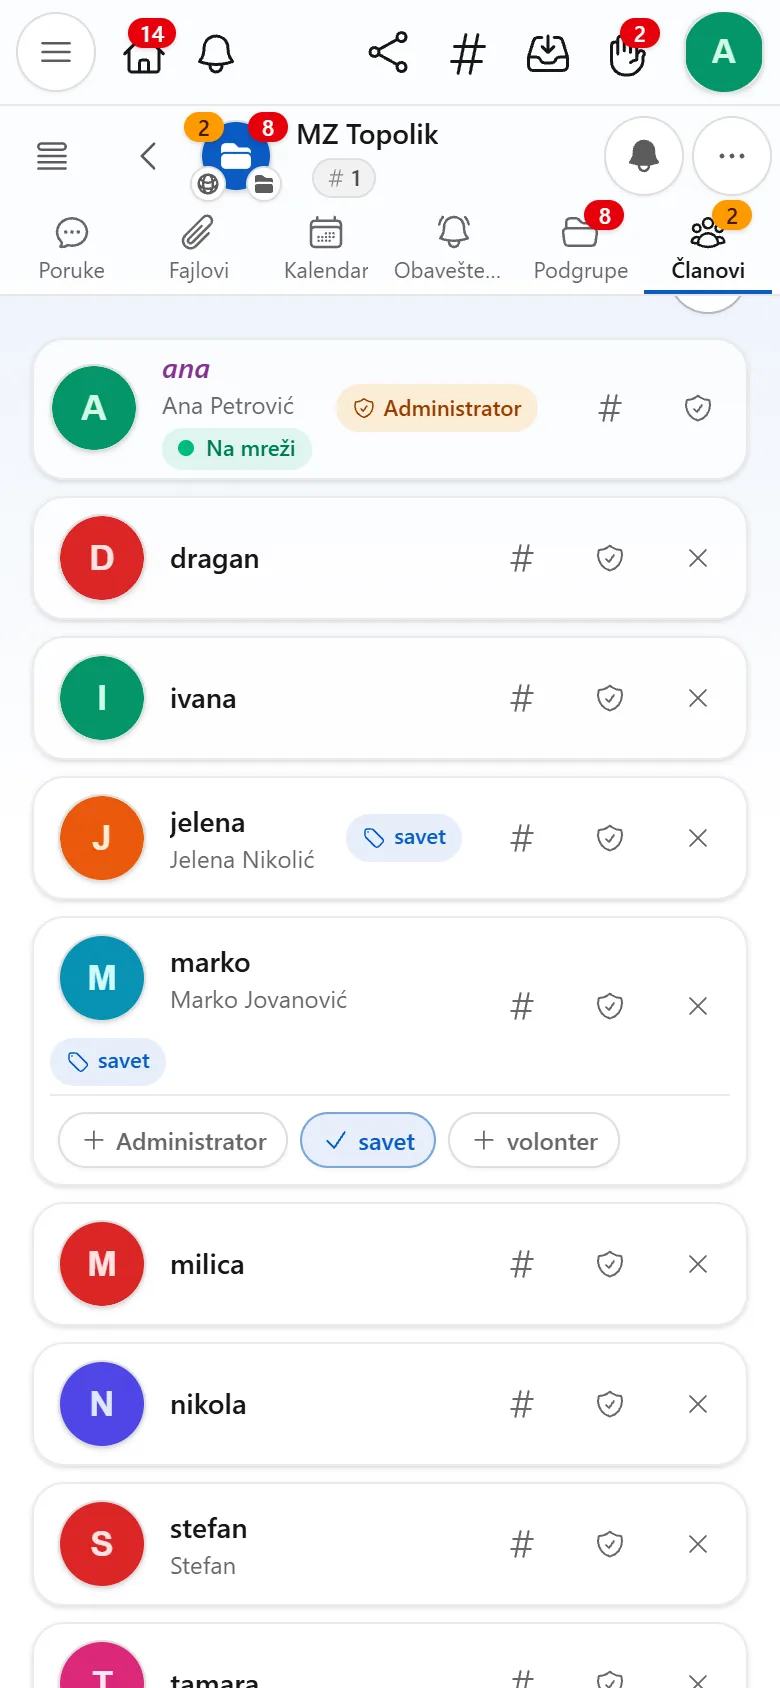 14
2
A
2
8
MZ Topolik
# 1
Poruke
Fajlovi
Kalendar
Obavešte...
8
Podgrupe
2
Članovi
A
ana
Ana Petrović
Na mreži
Administrator
D
dragan
I
ivana
J
jelena
Jelena Nikolić
savet
M
marko
Marko Jovanović
savet
Administrator
savet
volonter
M
milica
N
nikola
S
stefan
Stefan
T
tamara